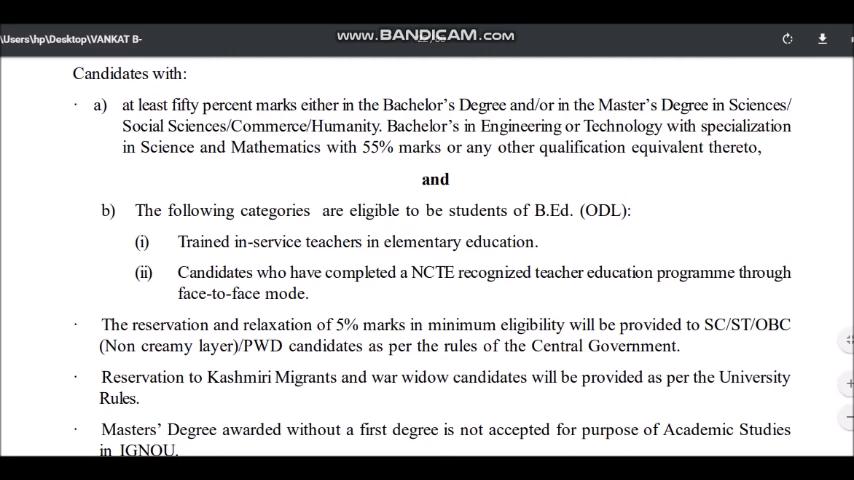 www.BANDICAM.com
\Users\hp\Desktop\VANKAT B-
Candidates with:
· a) at least fifty percent marks either in the Bachelor's Degree and/or in the Master's Degree in Sciences/
Social Sciences/Commerce/Humanity. Bachelor's in Engineering or Technology with specialization
in Science and Mathematics with 55% marks or any other qualification equivalent thereto,
and
b) The following categories are eligible to be students of B.Ed. (ODL):
(i) Trained in-service teachers in elementary education.
(ii) Candidates who have completed a NCTE recognized teacher education programme through
face-to-face mode.
· The reservation and relaxation of 5% marks in minimum eligibility will be provided to SC/ST/OBC
(Non creamy layer)/PWD candidates as per the rules of the Central Government.
· Reservation to Kashmiri Migrants and war widow candidates will be provided as per the University
Rules.
· Masters' Degree awarded without a first degree is not accepted for purpose of Academic Studies
in IGNOU.